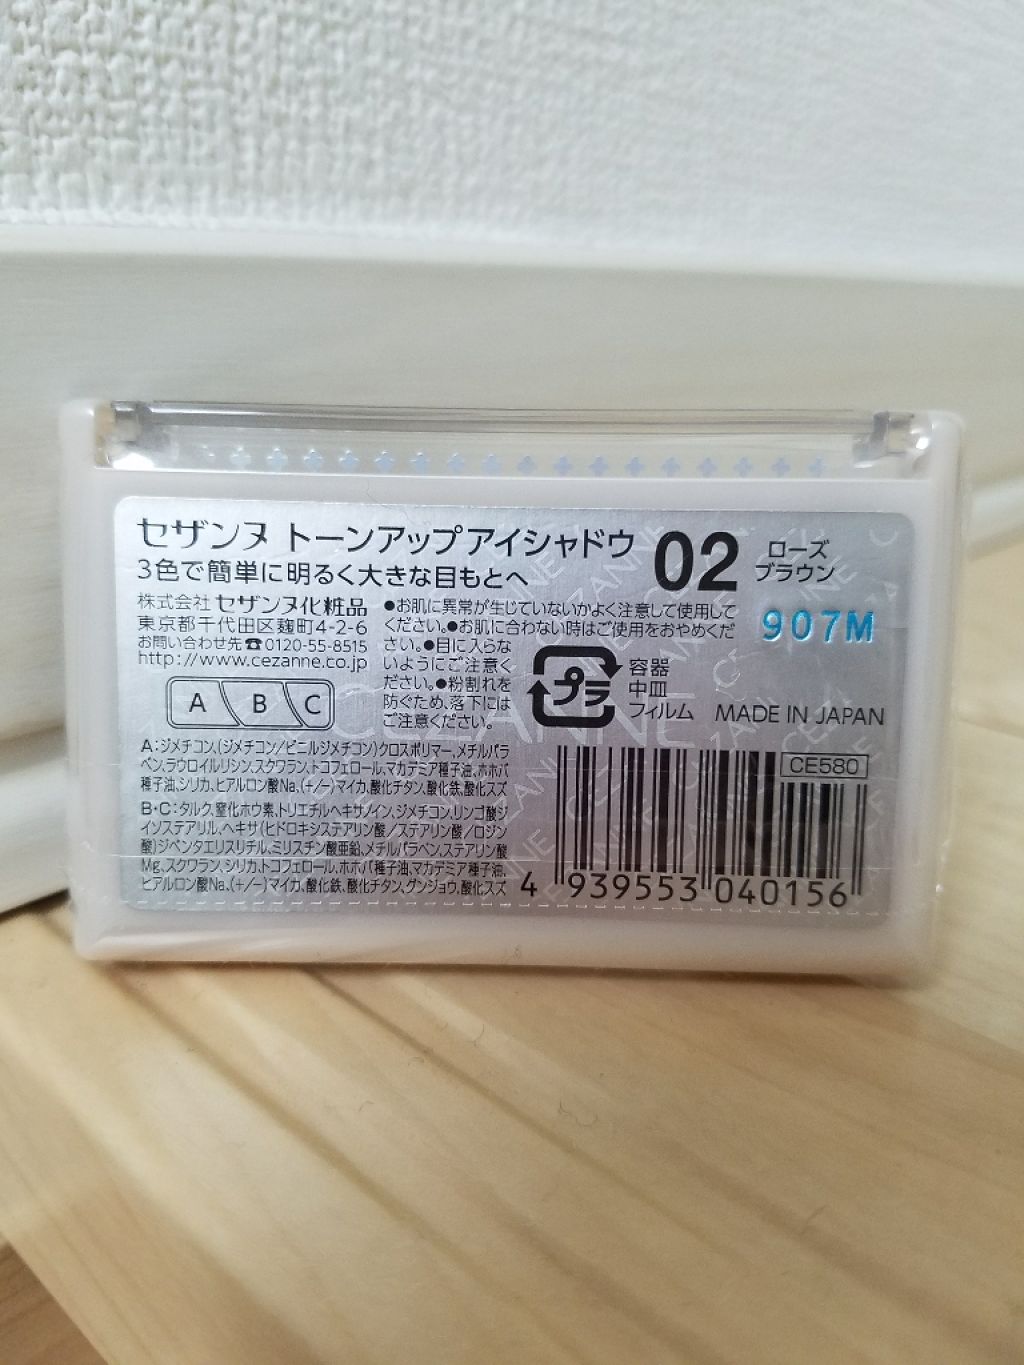 セザンヌ トーンアップアイシャドウ
3色で簡単に明るく大きな目もとへ
02 ローズ
ブラウン
907M
株式会社 セザンヌ化粧品
東京都千代田区麹町4-2-6
お問い合わせ先☎0120-55-8515
http://www.cezanne.co.jp
●お肌に異常が生じていないかよく注意して使用して
ください。●お肌に合わない時はご使用をおやめくだ
さい。●目に入らな
いようにご注意く
ださい。●粉割れを
防ぐため、落下には
ご注意ください。
A B C
プラ
容器
中皿
フィルム
MADE IN JAPAN
A:ジメチコン,(ジメチコン/ビニルジメチコン)クロスポリマー,メチルパラ
ベン,ラウロイルリシン,スクワラン,トコフェロール,マカデミア種子油,ホホバ
種子油,シリカ,ヒアルロン酸Na,(+/-)マイカ,酸化チタン,酸化鉄,酸化スズ
B・C:タルク,窒化ホウ素,トリエチルヘキサノイン,ジメチコン,リンゴ酸ジ
イソステアリル,ヘキサ(ヒドロキシステアリン酸/ステアリン酸/ロジン
酸)ジペンタエリスリチル,ミリスチン酸亜鉛,メチルパラベン,ステアリン酸
Mg,スクワラン,シリカ,トコフェロール,ホホバ種子油,マカデミア種子油,
ヒアルロン酸Na,(+/-)マイカ,酸化鉄,酸化チタン,グンジョウ,酸化スズ
CE580
4 939553 040156
CEZANNE